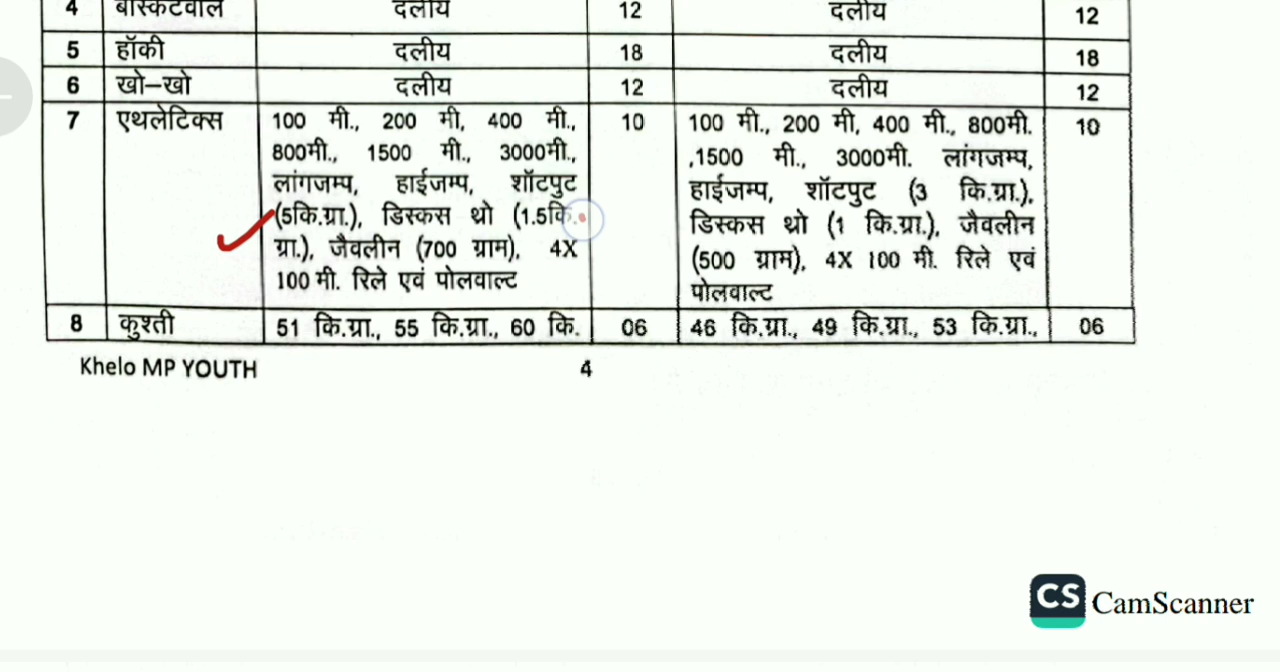 4 बास्केटवाल दलीय 12 दलीय 12
5 हॉकी दलीय 18 दलीय 18
6 खो–खो दलीय 12 दलीय 12
7 एथलेटिक्स 100 मी., 200 मी, 400 मी., 10 100 मी., 200 मी, 400 मी., 800मी. 10
800मी., 1500 मी., 3000मी., ,1500 मी., 3000मी. लांगजम्प,
लांगजम्प, हाईजम्प, शॉटपुट हाईजम्प, शॉटपुट (3 कि.ग्रा.),
(5कि.ग्रा.), डिस्कस थ्रो (1.5कि. डिस्कस थ्रो (1 कि.ग्रा.), जैवलीन
ग्रा.), जैवलीन (700 ग्राम), 4X (500 ग्राम), 4X 100 मी. रिले एवं
100 मी. रिले एवं पोलवाल्ट पोलवाल्ट
8 कुश्ती 51 कि.ग्रा., 55 कि.ग्रा., 60 कि. 06 46 कि.ग्रा., 49 कि.ग्रा., 53 कि.ग्रा., 06
Khelo MP YOUTH 4
CS CamScanner